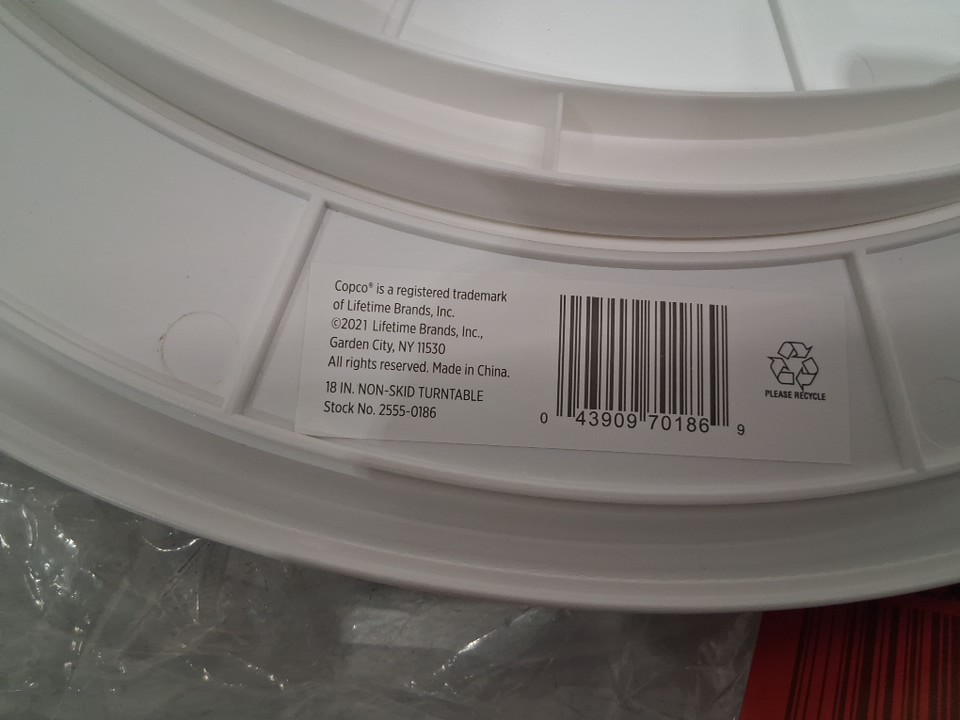 Copco® is a registered trademark
of Lifetime Brands, Inc.
©2021 Lifetime Brands, Inc.,
Garden City, NY 11530
All rights reserved. Made in China.
18 IN. NON-SKID TURNTABLE
Stock No. 2555-0186
0 43909 70186 9
PLEASE RECYCLE